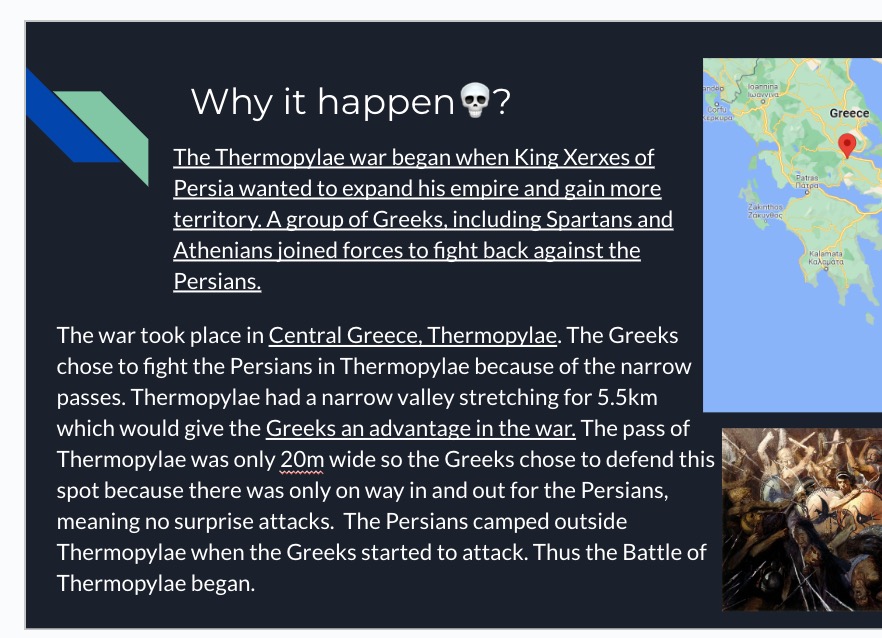 Why it happen💀?
The Thermopylae war began when King Xerxes of
Persia wanted to expand his empire and gain more
territory. A group of Greeks, including Spartans and
Athenians joined forces to fight back against the
Persians.
The war took place in Central Greece, Thermopylae. The Greeks
chose to fight the Persians in Thermopylae because of the narrow
passes. Thermopylae had a narrow valley stretching for 5.5km
which would give the Greeks an advantage in the war. The pass of
Thermopylae was only 20m wide so the Greeks chose to defend this
spot because there was only on way in and out for the Persians,
meaning no surprise attacks.  The Persians camped outside
Thermopylae when the Greeks started to attack. Thus the Battle of
Thermopylae began.
Ioannina
Ιωάννινα
Corfu
Κέρκυρα
Greece
Patras
Πάτρα
Zakinthos
Ζάκυνθος
Kalamata
Καλαμάτα